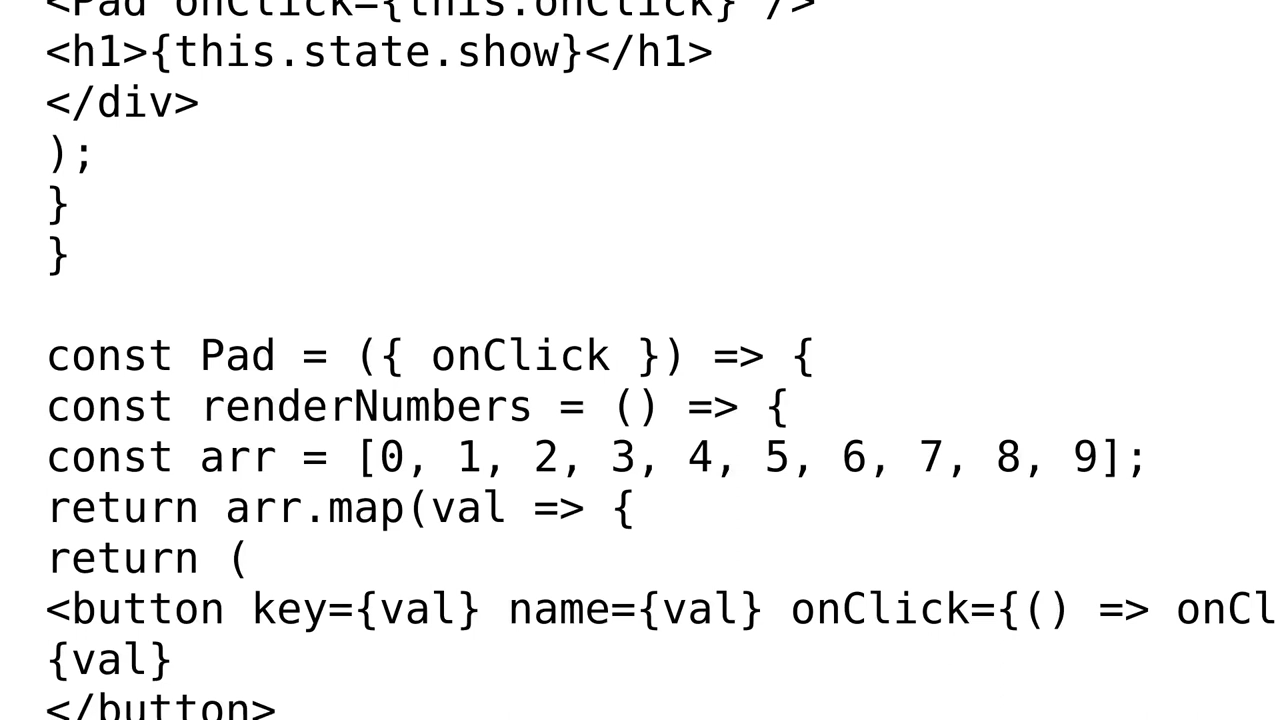 <Pad onClick={this.onClick} />
<h1>{this.state.show}</h1>
</div>
);
}
}
const Pad = ({ onClick }) => {
const renderNumbers = () => {
const arr = [0, 1, 2, 3, 4, 5, 6, 7, 8, 9];
return arr.map(val => {
return (
<button key={val} name={val} onClick={() => onCl
{val}
</button>